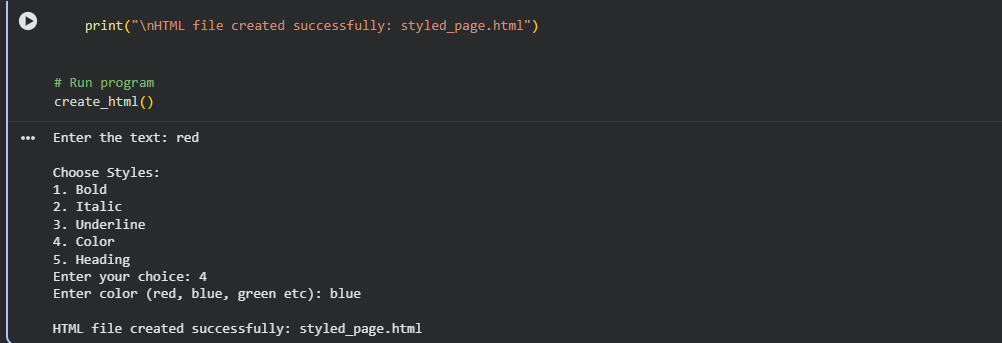 print("\nHTML file created successfully: styled_page.html")
# Run program
create_html()
Enter the text: red
Choose Styles:
1. Bold
2. Italic
3. Underline
4. Color
5. Heading
Enter your choice: 4
Enter color (red, blue, green etc): blue
HTML file created successfully: styled_page.html